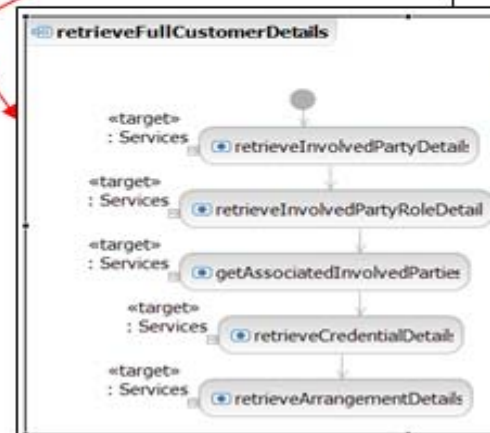 retrieveFullCustomerDetails
«target»
: Services
retrieveInvolvedPartyDetails
«target»
: Services
retrieveInvolvedPartyRoleDetail
«target»
: Services
getAssociatedInvolvedParties
«target»
: Services
retrieveCredentialDetails
«target»
: Services
retrieveArrangementDetails